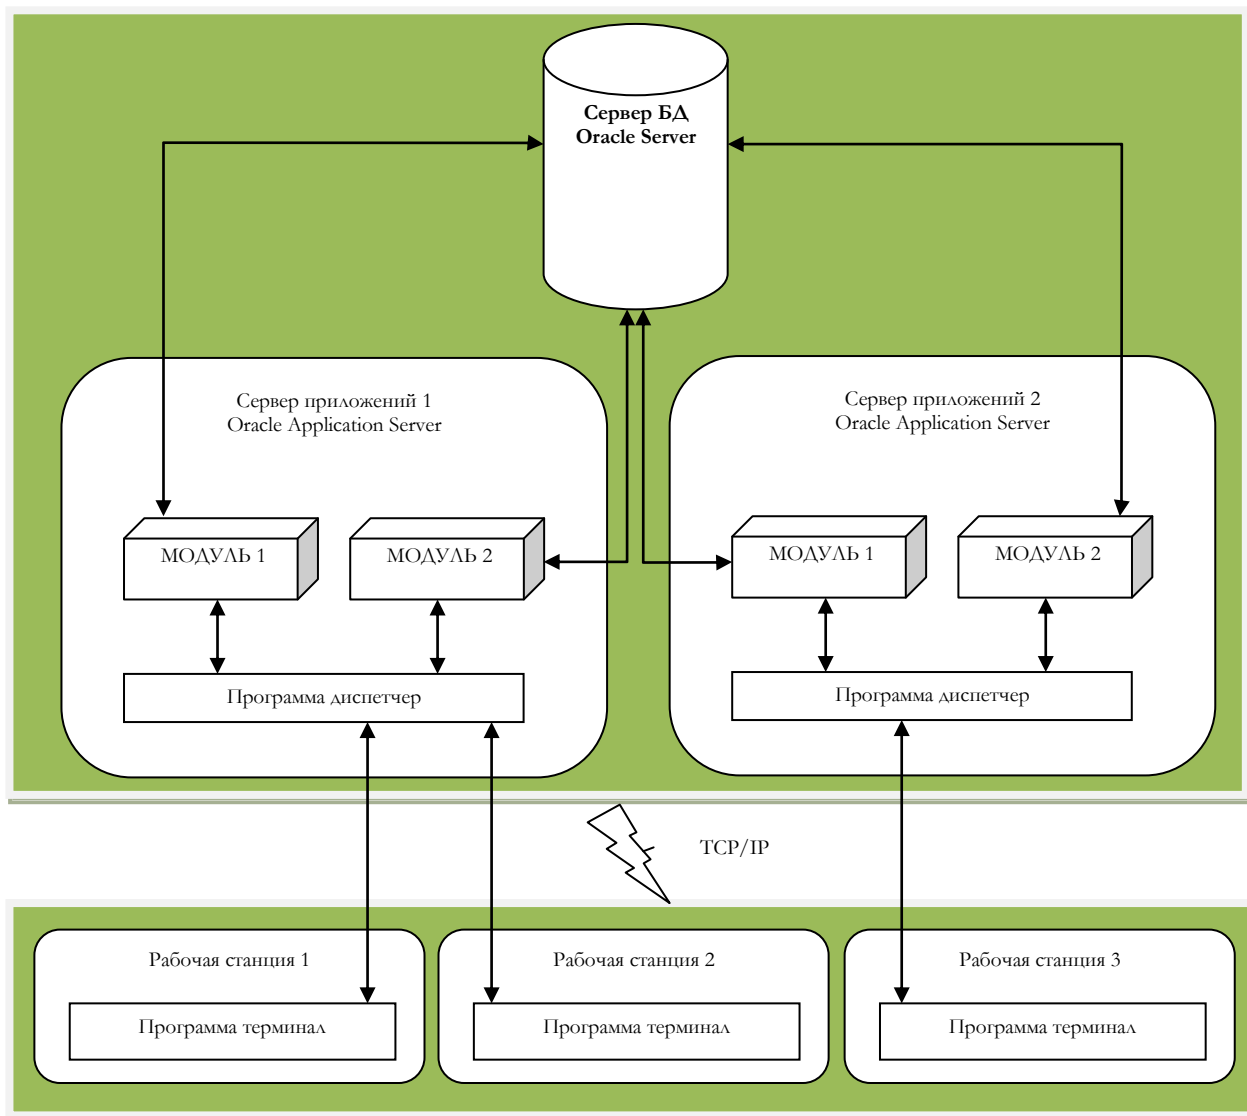 Сервер БД
Oracle Server
Сервер приложений 1
Oracle Application Server
Сервер приложений 2
Oracle Application Server
МОДУЛЬ 1
МОДУЛЬ 2
МОДУЛЬ 1
МОДУЛЬ 2
Программа диспетчер
Программа диспетчер
TCP/IP
Рабочая станция 1
Рабочая станция 2
Рабочая станция 3
Программа терминал
Программа терминал
Программа терминал